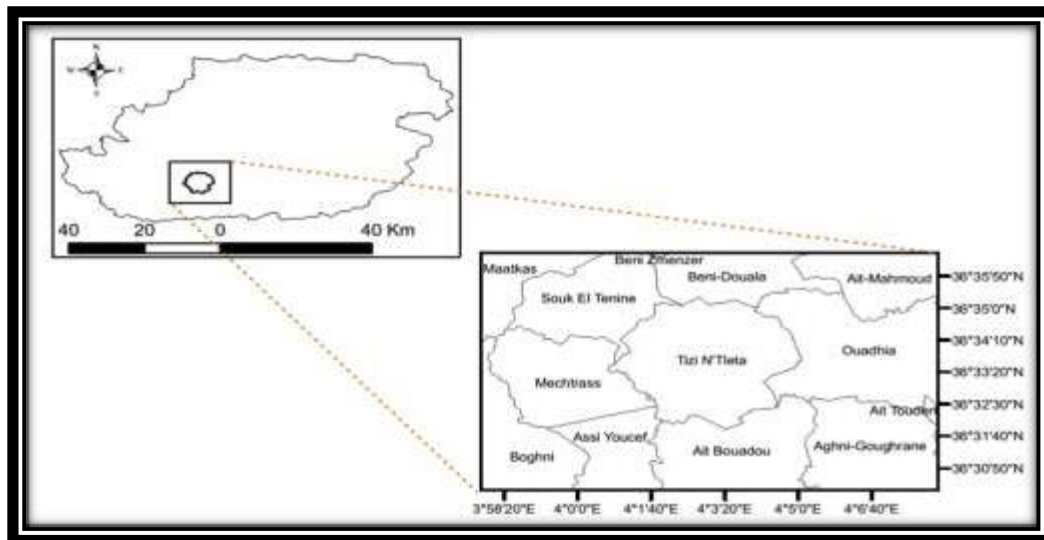 N
W E
S
40 20 0 40 Km
Beni Zmenzer
Maatkas Beni-Douala Ait-Mahmoud
36°35'50"N
Souk El Tenine
36°35'0"N
36°34'10"N
Ouadhia
Tizi N'Tleta
36°33'20"N
Mechtrass
36°32'30"N
Ait Touden
Assi Youcef
36°31'40"N
Boghni Ait Bouadou Aghni-Goughrane
36°30'50"N
3°58'20"E 4°0'0"E 4°1'40"E 4°3'20"E 4°5'0"E 4°6'40"E